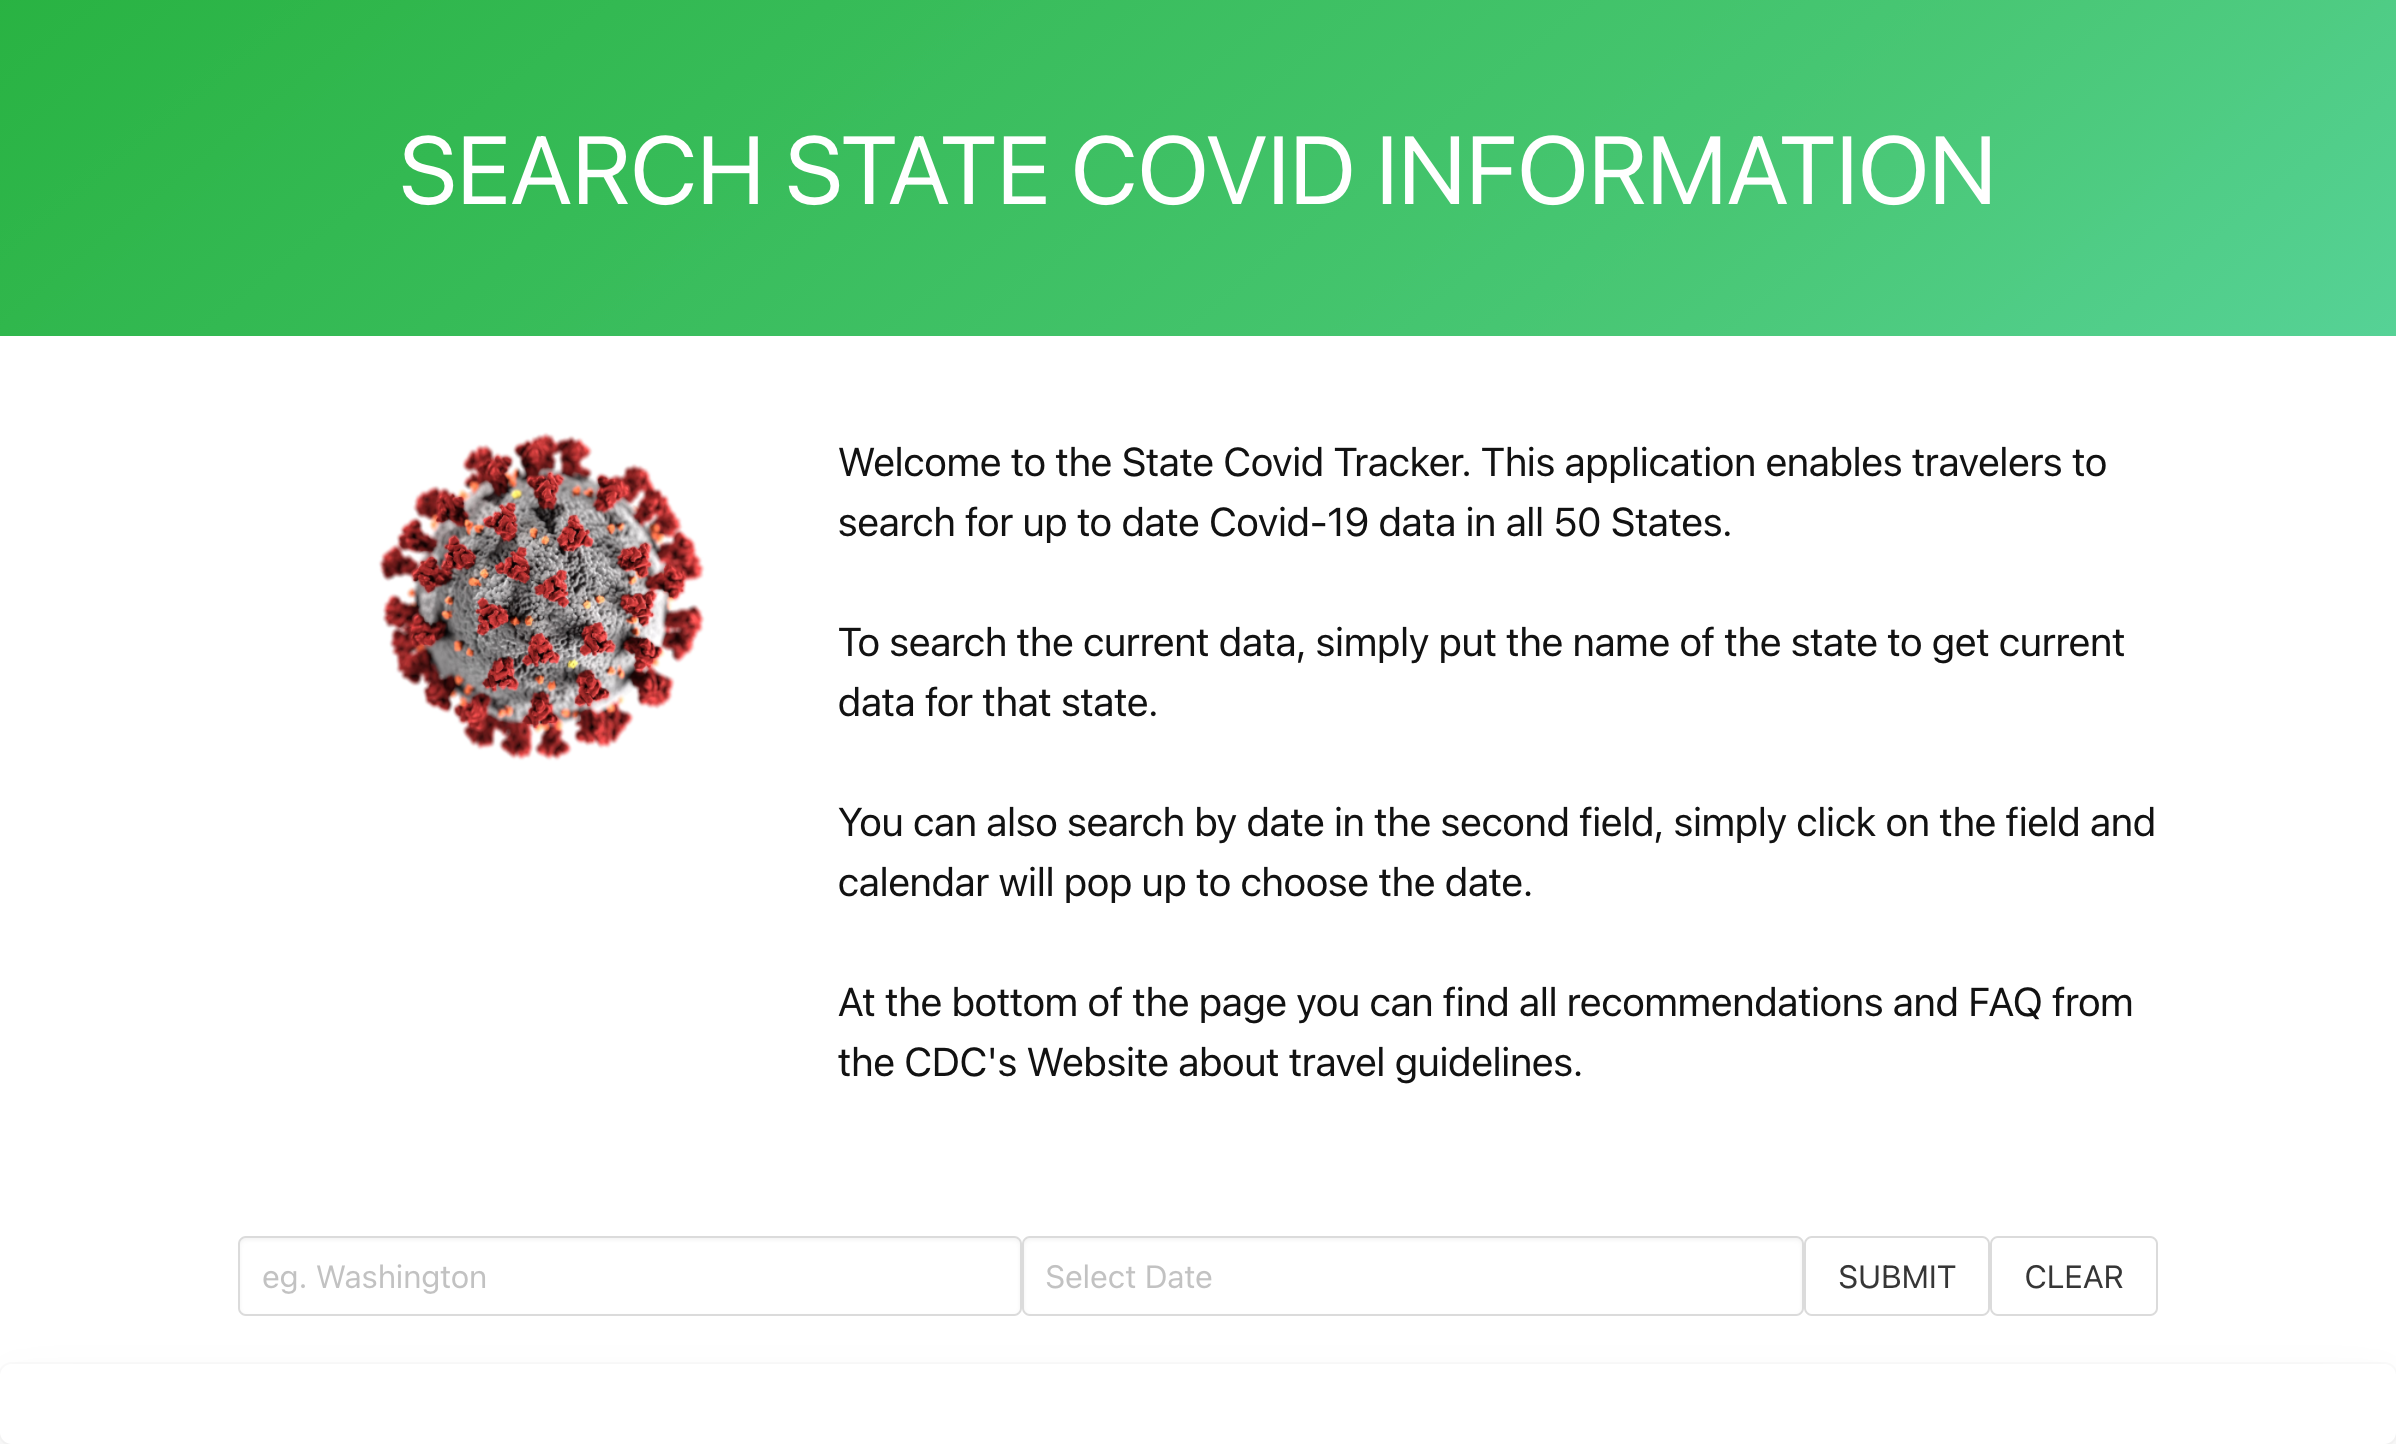 SEARCH STATE COVID INFORMATION
Welcome to the State Covid Tracker. This application enables travelers to
search for up to date Covid-19 data in all 50 States.
To search the current data, simply put the name of the state to get current
data for that state.
You can also search by date in the second field, simply click on the field and
calendar will pop up to choose the date.
At the bottom of the page you can find all recommendations and FAQ from
the CDC's Website about travel guidelines.
eg. Washington
Select Date
SUBMIT
CLEAR